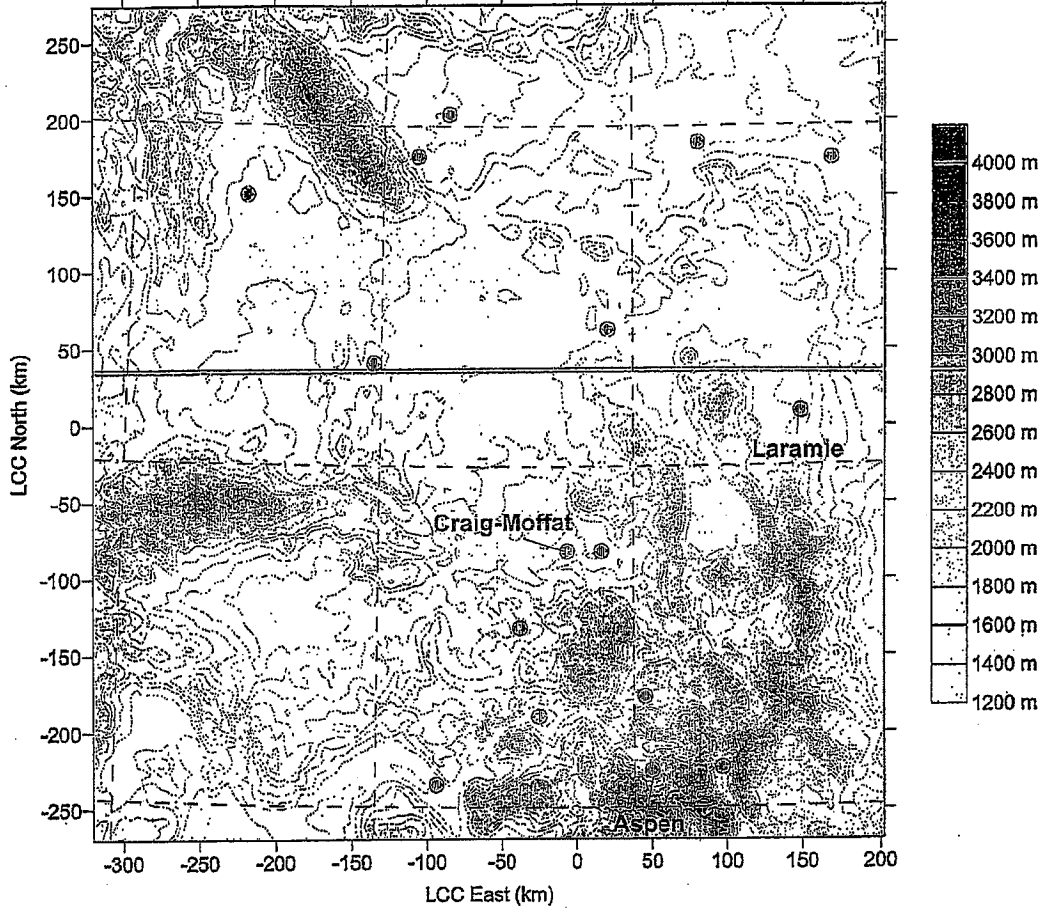 250
200
150
100
50
0
-50
-100
-150
-200
-250
LCC North (km)
-300
-250
-200
-150
-100
-50
0
50
100
150
200
LCC East (km)
Laramie
Craig-Moffat
Aspen
4000 m
3800 m
3600 m
3400 m
3200 m
3000 m
2800 m
2600 m
2400 m
2200 m
2000 m
1800 m
1600 m
1400 m
1200 m